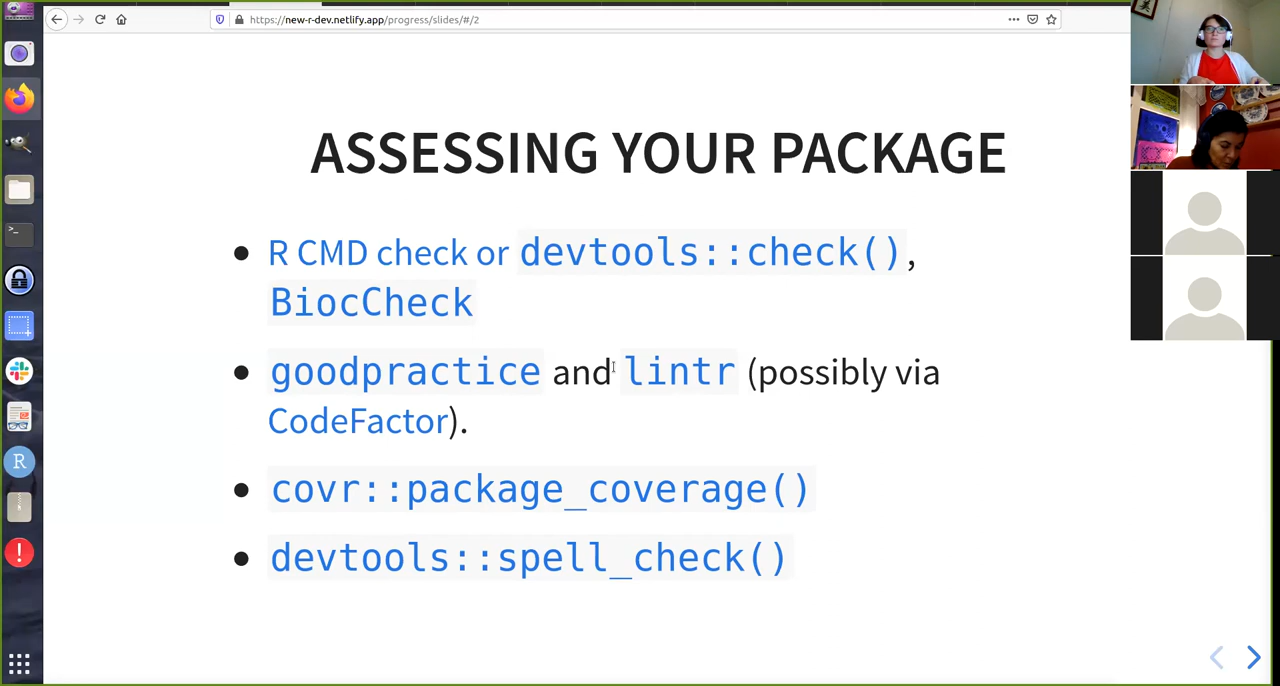 https://new-r-dev.netlify.app/progress/slides/#/2
ASSESSING YOUR PACKAGE
R CMD check or devtools::check(),
BiocCheck
goodpractice and lintr (possibly via
CodeFactor).
covr::package_coverage()
devtools::spell_check()